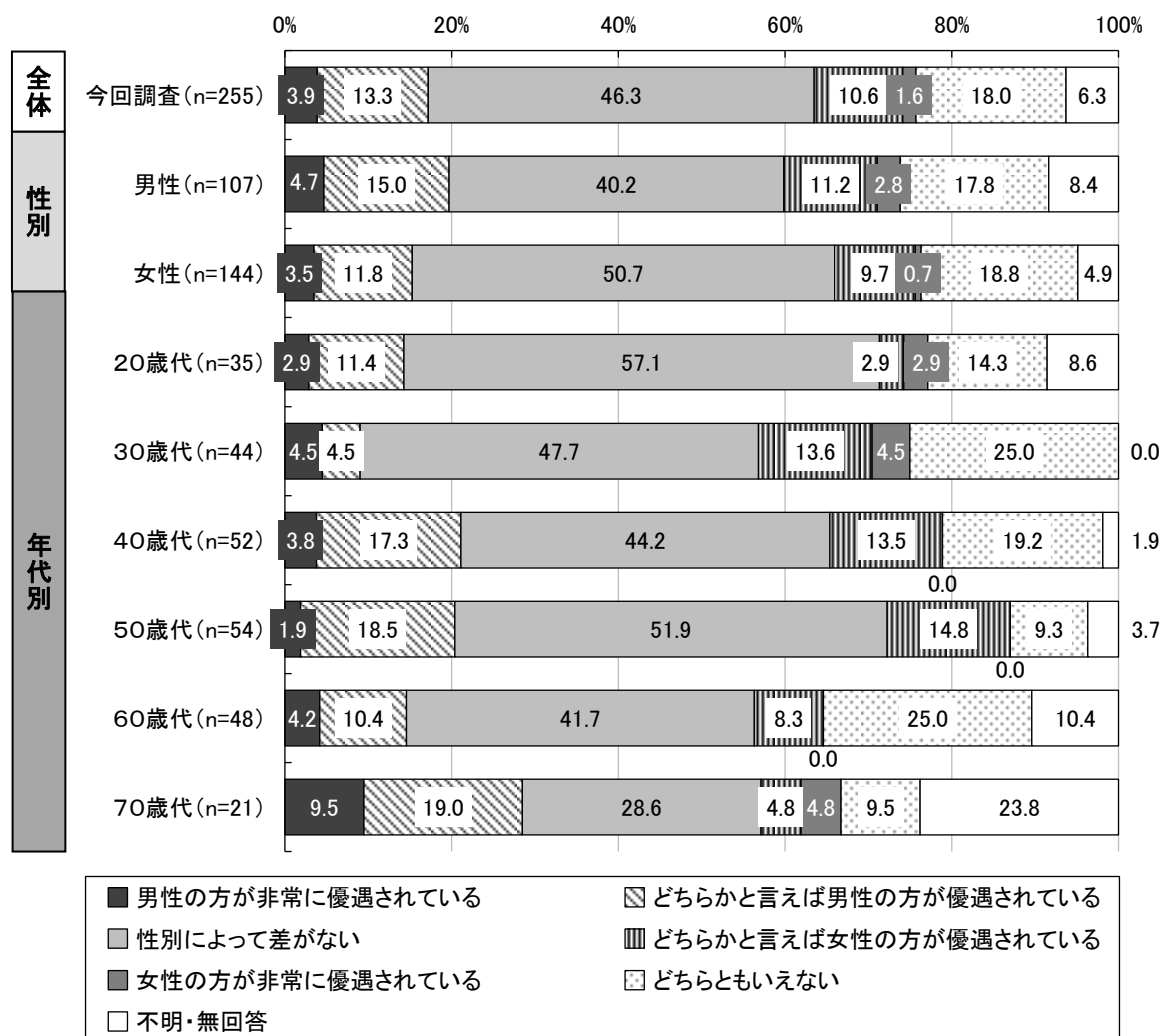 0% 20% 40% 60% 80% 100%
全体
今回調査(n=255) 3.9 13.3 46.3 10.6 1.6 18.0 6.3
性別
男性(n=107) 4.7 15.0 40.2 11.2 2.8 17.8 8.4
女性(n=144) 3.5 11.8 50.7 9.7 0.7 18.8 4.9
年代別
20歳代(n=35) 2.9 11.4 57.1 2.9 2.9 14.3 8.6
30歳代(n=44) 4.5 4.5 47.7 13.6 4.5 25.0 0.0
40歳代(n=52) 3.8 17.3 44.2 13.5 19.2 1.9
0.0
50歳代(n=54) 1.9 18.5 51.9 14.8 9.3 3.7
0.0
60歳代(n=48) 4.2 10.4 41.7 8.3 25.0 10.4
0.0
70歳代(n=21) 9.5 19.0 28.6 4.8 4.8 9.5 23.8
男性の方が非常に優遇されている どちらかと言えば男性の方が優遇されている
性別によって差がない どちらかと言えば女性の方が優遇されている
女性の方が非常に優遇されている どちらともいえない
不明・無回答